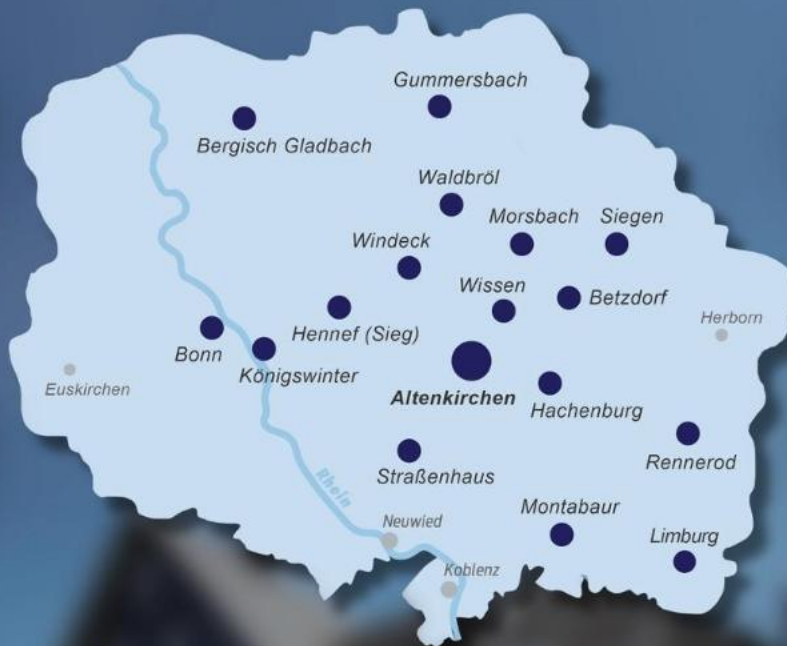 Gummersbach
Bergisch Gladbach
Waldbröl
Morsbach
Siegen
Windeck
Wissen
Betzdorf
Herborn
Hennef (Sieg)
Bonn
Königswinter
Euskirchen
Altenkirchen
Hachenburg
Rennerod
Straßenhaus
Rhein
Montabaur
Neuwied
Limburg
Koblenz